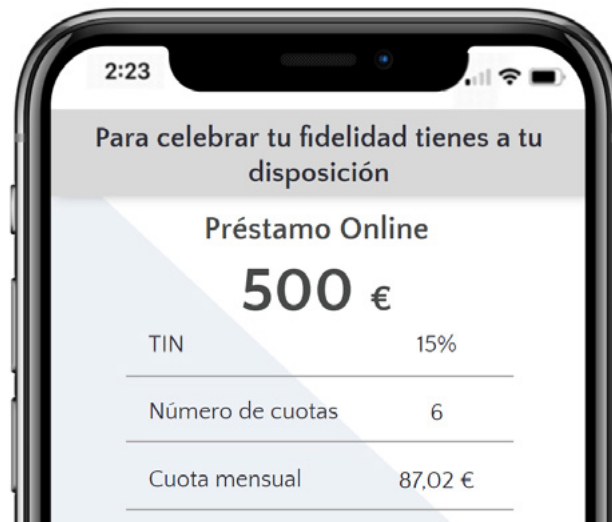 2:23
Para celebrar tu fidelidad tienes a tu
disposición
Préstamo Online
500 €
TIN 15%
Número de cuotas 6
Cuota mensual 87,02 €